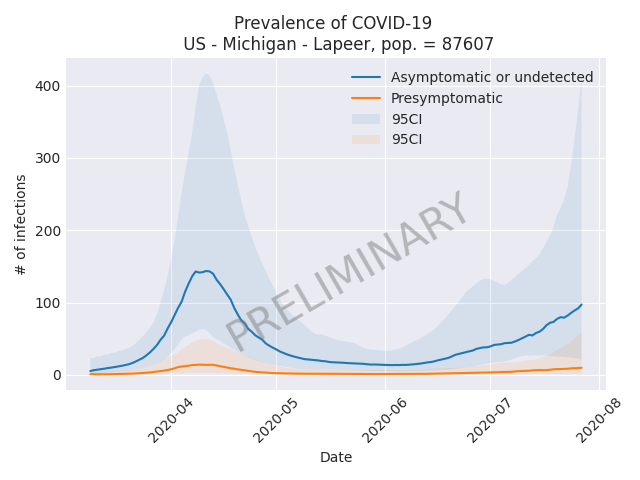 Prevalence of COVID-19
US - Michigan - Lapeer, pop. = 87607
Asymptomatic or undetected
Presymptomatic
95CI
95CI
# of infections
400
300
200
100
0
PRELIMINARY
2020-04
2020-05
2020-06
2020-07
2020-08
Date